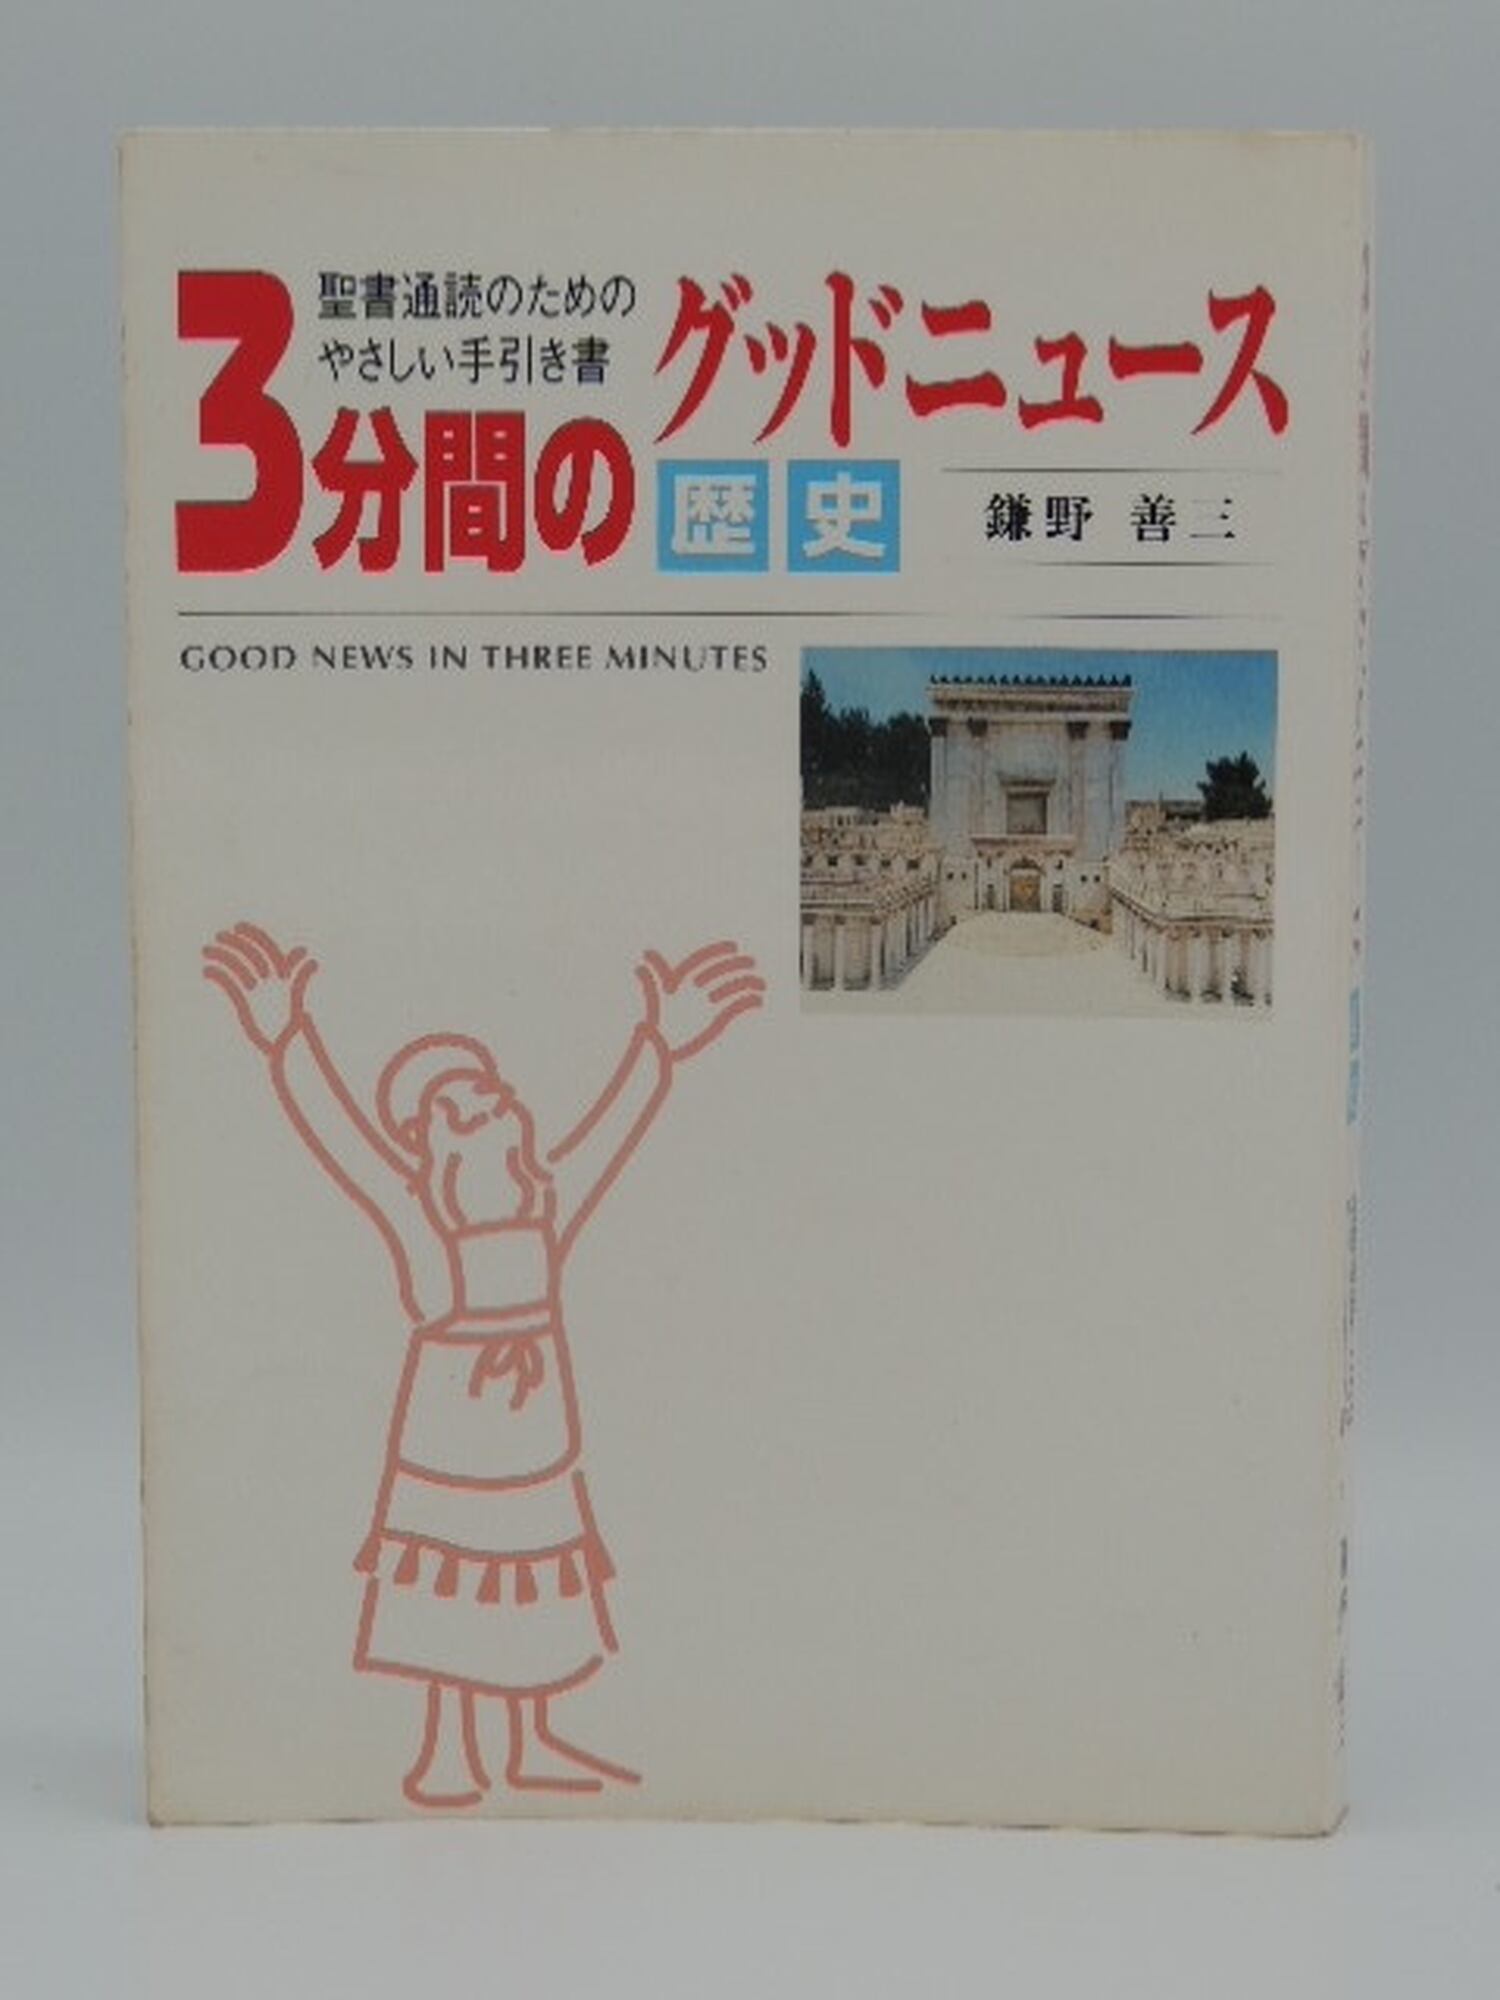 聖書通読のための
やさしい手引き書
3分間の
グッドニュース
歴史
鎌野 善三
GOOD NEWS IN THREE MINUTES